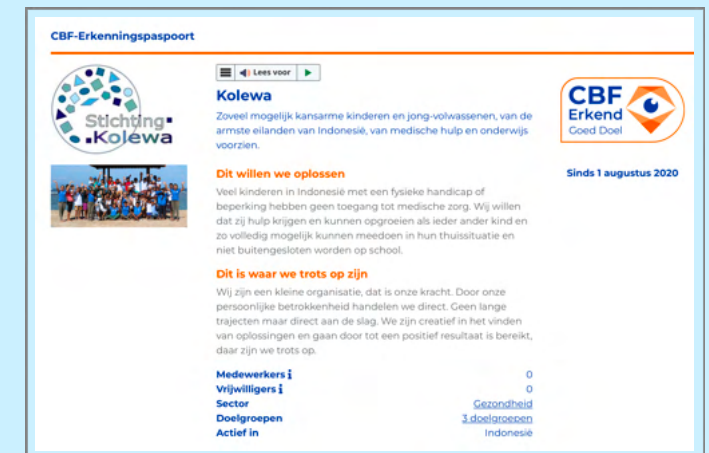 CBF-Erkenningspaspoort
Stichting
Kolewa
Lees voor
Kolewa
Zoveel mogelijk kansarme kinderen en jong-volwassenen, van de
armste eilanden van Indonesië, van medische hulp en onderwijs
voorzien.
CBF
Erkend
Goed Doel
Sinds 1 augustus 2020
Dit willen we oplossen
Veel kinderen in Indonesië met een fysieke handicap of
beperking hebben geen toegang tot medische zorg. Wij willen
dat zij hulp krijgen en kunnen opgroeien als ieder ander kind en
zo volledig mogelijk kunnen meedoen in hun thuissituatie en
niet buitengesloten worden op school.
Dit is waar we trots op zijn
Wij zijn een kleine organisatie, dat is onze kracht. Door onze
persoonlijke betrokkenheid handelen we direct. Geen lange
trajecten maar direct aan de slag. We zijn creatief in het vinden
van oplossingen en gaan door tot een positief resultaat is bereikt,
daar zijn we trots op.
Medewerkers i 0
Vrijwilligers i 0
Sector Gezondheid
Doelgroepen 3 doelgroepen
Actief in Indonesië